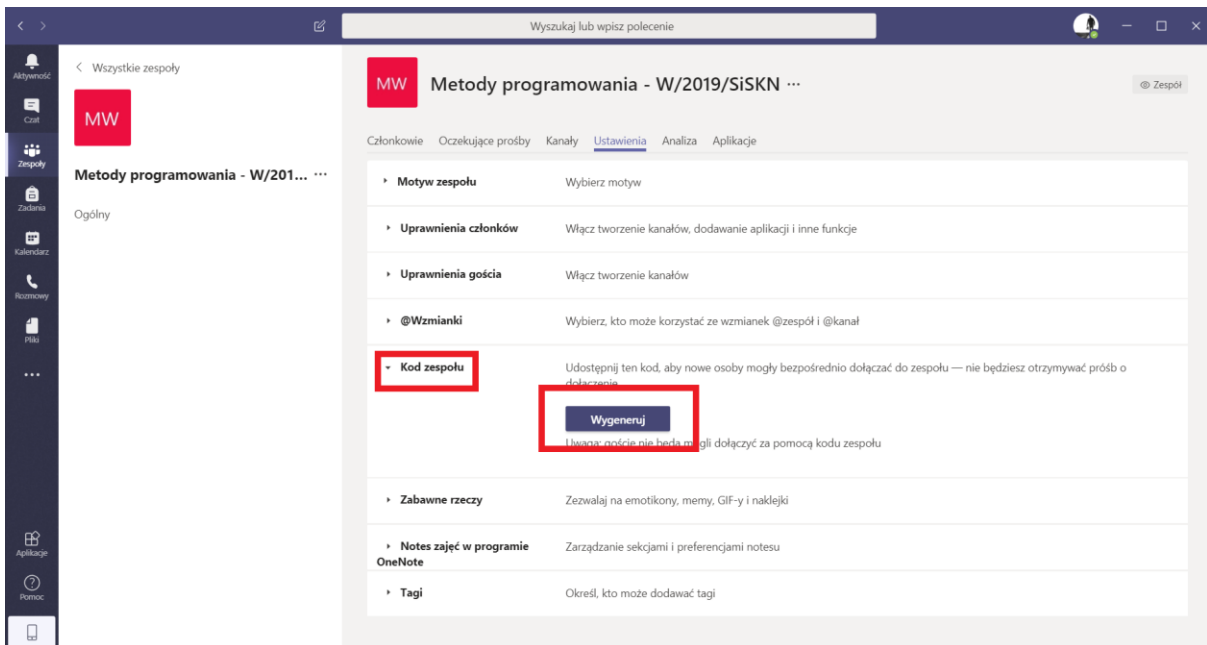 Wyszukaj lub wpisz polecenie
Aktywność
Czat
Zespoły
Zadania
Kalendarz
Rozmowy
Pliki
Aplikacje
Pomoc
< Wszystkie zespoły
MW
Metody programowania - W/201... ···
Ogólny
MW
Metody programowania - W/2019/SiSKN ···
Zespół
Członkowie Oczekujące prośby Kanały Ustawienia Analiza Aplikacje
Motyw zespołu Wybierz motyw
Uprawnienia członków Włącz tworzenie kanałów, dodawanie aplikacji i inne funkcje
Uprawnienia gościa Włącz tworzenie kanałów
@Wzmianki Wybierz, kto może korzystać ze wzmianek @zespół i @kanał
Kod zespołu Udostępnij ten kod, aby nowe osoby mogły bezpośrednio dołączać do zespołu — nie będziesz otrzymywać próśb o
dołączenie
Wygeneruj
Uwaga: goście nie będą mogli dołączyć za pomocą kodu zespołu
Zabawne rzeczy Zezwalaj na emotikony, memy, GIF-y i naklejki
Notes zajęć w programie Zarządzanie sekcjami i preferencjami notesu
OneNote
Tagi Określ, kto może dodawać tagi